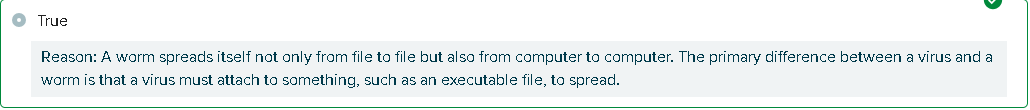 True
Reason: A worm spreads itself not only from file to file but also from computer to computer. The primary difference between a virus and a
worm is that a virus must attach to something, such as an executable file, to spread.